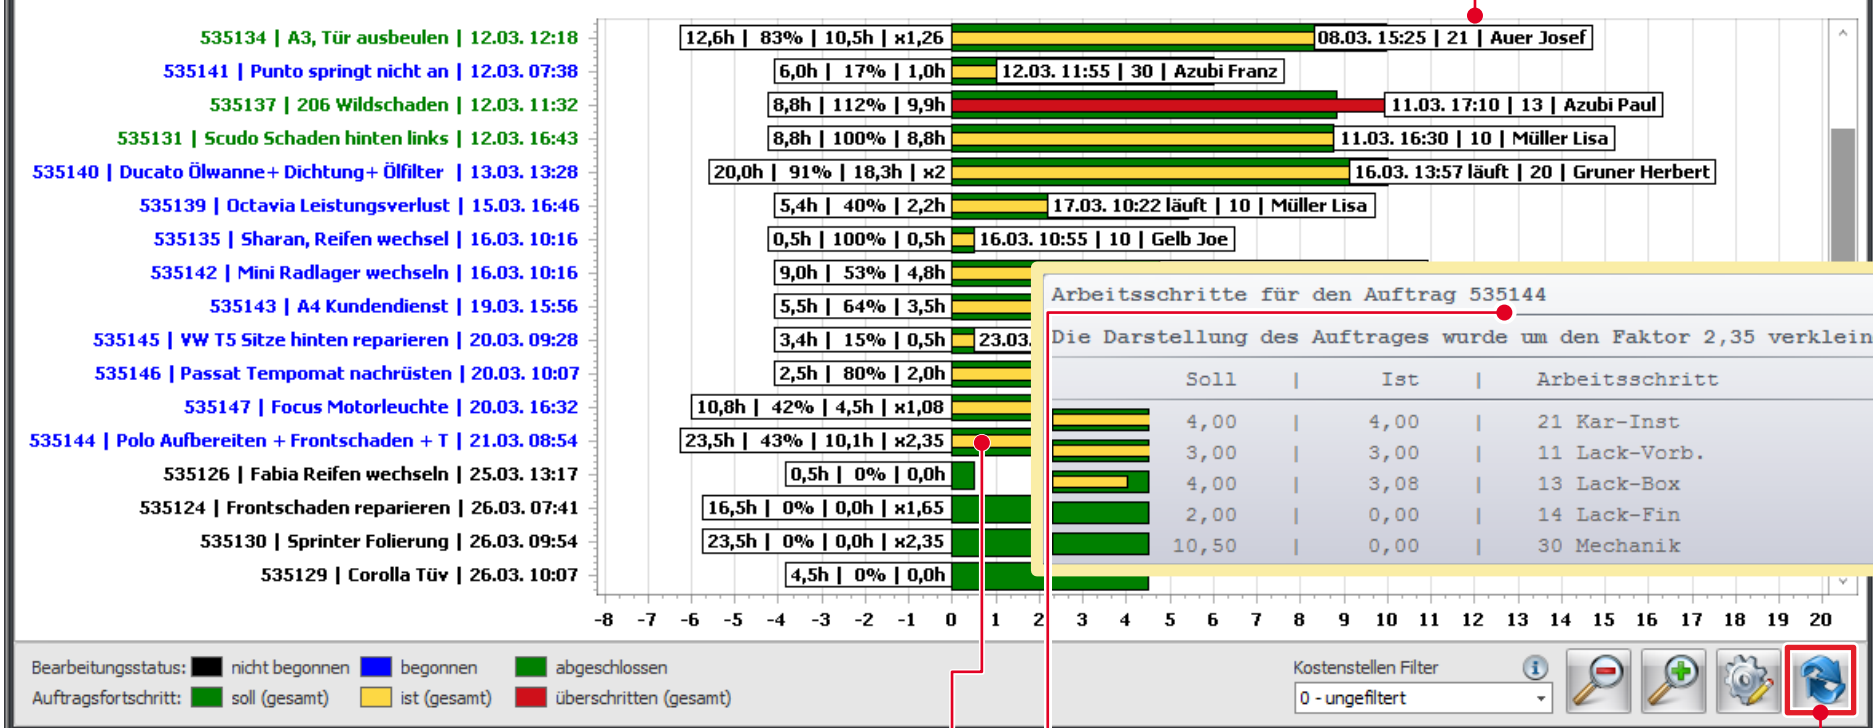 535134 | A3, Tür ausbeulen | 12.03. 12:18 12,6h | 83% | 10,5h | x1,26 08.03. 15:25 | 21 | Auer Josef
535141 | Punto springt nicht an | 12.03. 07:38 6,0h | 17% | 1,0h 12.03. 11:55 | 30 | Azubi Franz
535137 | 206 Wildschaden | 12.03. 11:32 8,8h | 112% | 9,9h 11.03. 17:10 | 13 | Azubi Paul
535131 | Scudo Schaden hinten links | 12.03. 16:43 8,8h | 100% | 8,8h 11.03. 16:30 | 10 | Müller Lisa
535140 | Ducato Ölwanne+ Dichtung+ Ölfilter | 13.03. 13:28 20,0h | 91% | 18,3h | x2 16.03. 13:57 läuft | 20 | Gruner Herbert
535139 | Octavia Leistungsverlust | 15.03. 16:46 5,4h | 40% | 2,2h 17.03. 10:22 läuft | 10 | Müller Lisa
535135 | Sharan, Reifen wechsel | 16.03. 10:16 0,5h | 100% | 0,5h 16.03. 10:55 | 10 | Gelb Joe
535142 | Mini Radlager wechseln | 16.03. 10:16 9,0h | 53% | 4,8h
535143 | A4 Kundendienst | 19.03. 15:56 5,5h | 64% | 3,5h
535145 | VW T5 Sitze hinten reparieren | 20.03. 09:28 3,4h | 15% | 0,5h 23.03.
535146 | Passat Tempomat nachrüsten | 20.03. 10:07 2,5h | 80% | 2,0h
535147 | Focus Motorleuchte | 20.03. 16:32 10,8h | 42% | 4,5h | x1,08
535144 | Polo Aufbereiten + Frontschaden + T | 21.03. 08:54 23,5h | 43% | 10,1h | x2,35
535126 | Fabia Reifen wechseln | 25.03. 13:17 0,5h | 0% | 0,0h
535124 | Frontschaden reparieren | 26.03. 07:41 16,5h | 0% | 0,0h | x1,65
535130 | Sprinter Folierung | 26.03. 09:54 23,5h | 0% | 0,0h | x2,35
535129 | Corolla Tüv | 26.03. 10:07 4,5h | 0% | 0,0h
Arbeitsschritte für den Auftrag 535144
Die Darstellung des Auftrages wurde um den Faktor 2,35 verklein
Soll | Ist | Arbeitsschritt
4,00 | 4,00 | 21 Kar-Inst
3,00 | 3,00 | 11 Lack-Vorb.
4,00 | 3,08 | 13 Lack-Box
2,00 | 0,00 | 14 Lack-Fin
10,50 | 0,00 | 30 Mechanik
-8 -7 -6 -5 -4 -3 -2 -1 0 1 2 3 4 5 6 7 8 9 10 11 12 13 14 15 16 17 18 19 20
Bearbeitungsstatus: nicht begonnen begonnen abgeschlossen
Auftragsfortschritt: soll (gesamt) ist (gesamt) überschritten (gesamt)
Kostenstellen Filter
0 - ungefiltert